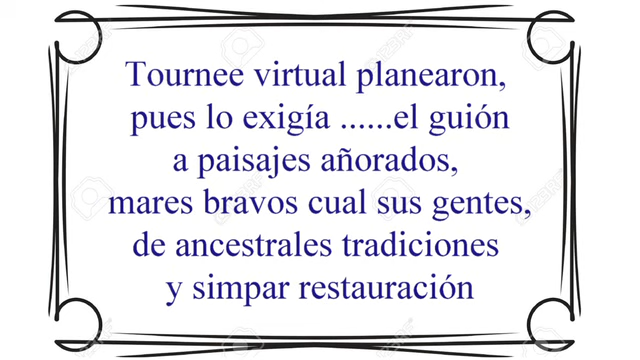 Tournee virtual planearon,
pues lo exigía ......el guión
a paisajes añorados,
mares bravos cual sus gentes,
de ancestrales tradiciones
y simpar restauración